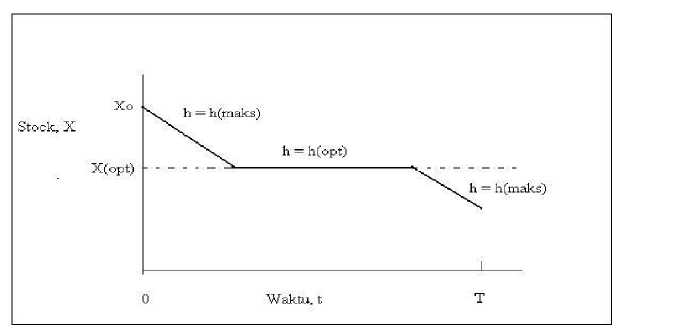 Xo
h = h(maks)
Stock, X
h = h(opt)
X(opt)
h = h(maks)
0
Waktu, t
T